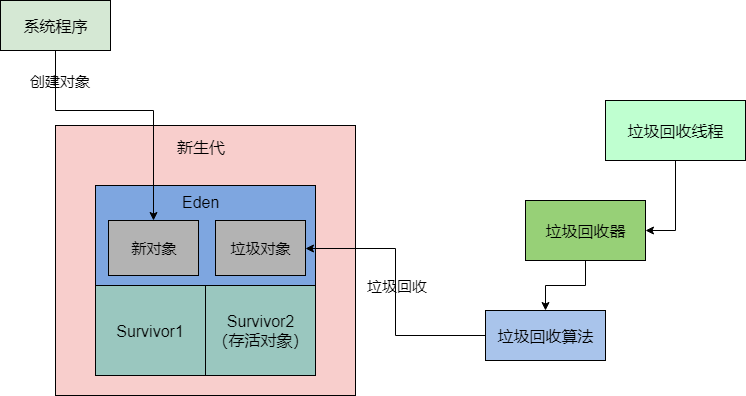 系统程序
创建对象
新生代
Eden
新对象
垃圾对象
Survivor1
Survivor2
（存活对象）
垃圾回收
垃圾回收线程
垃圾回收器
垃圾回收算法